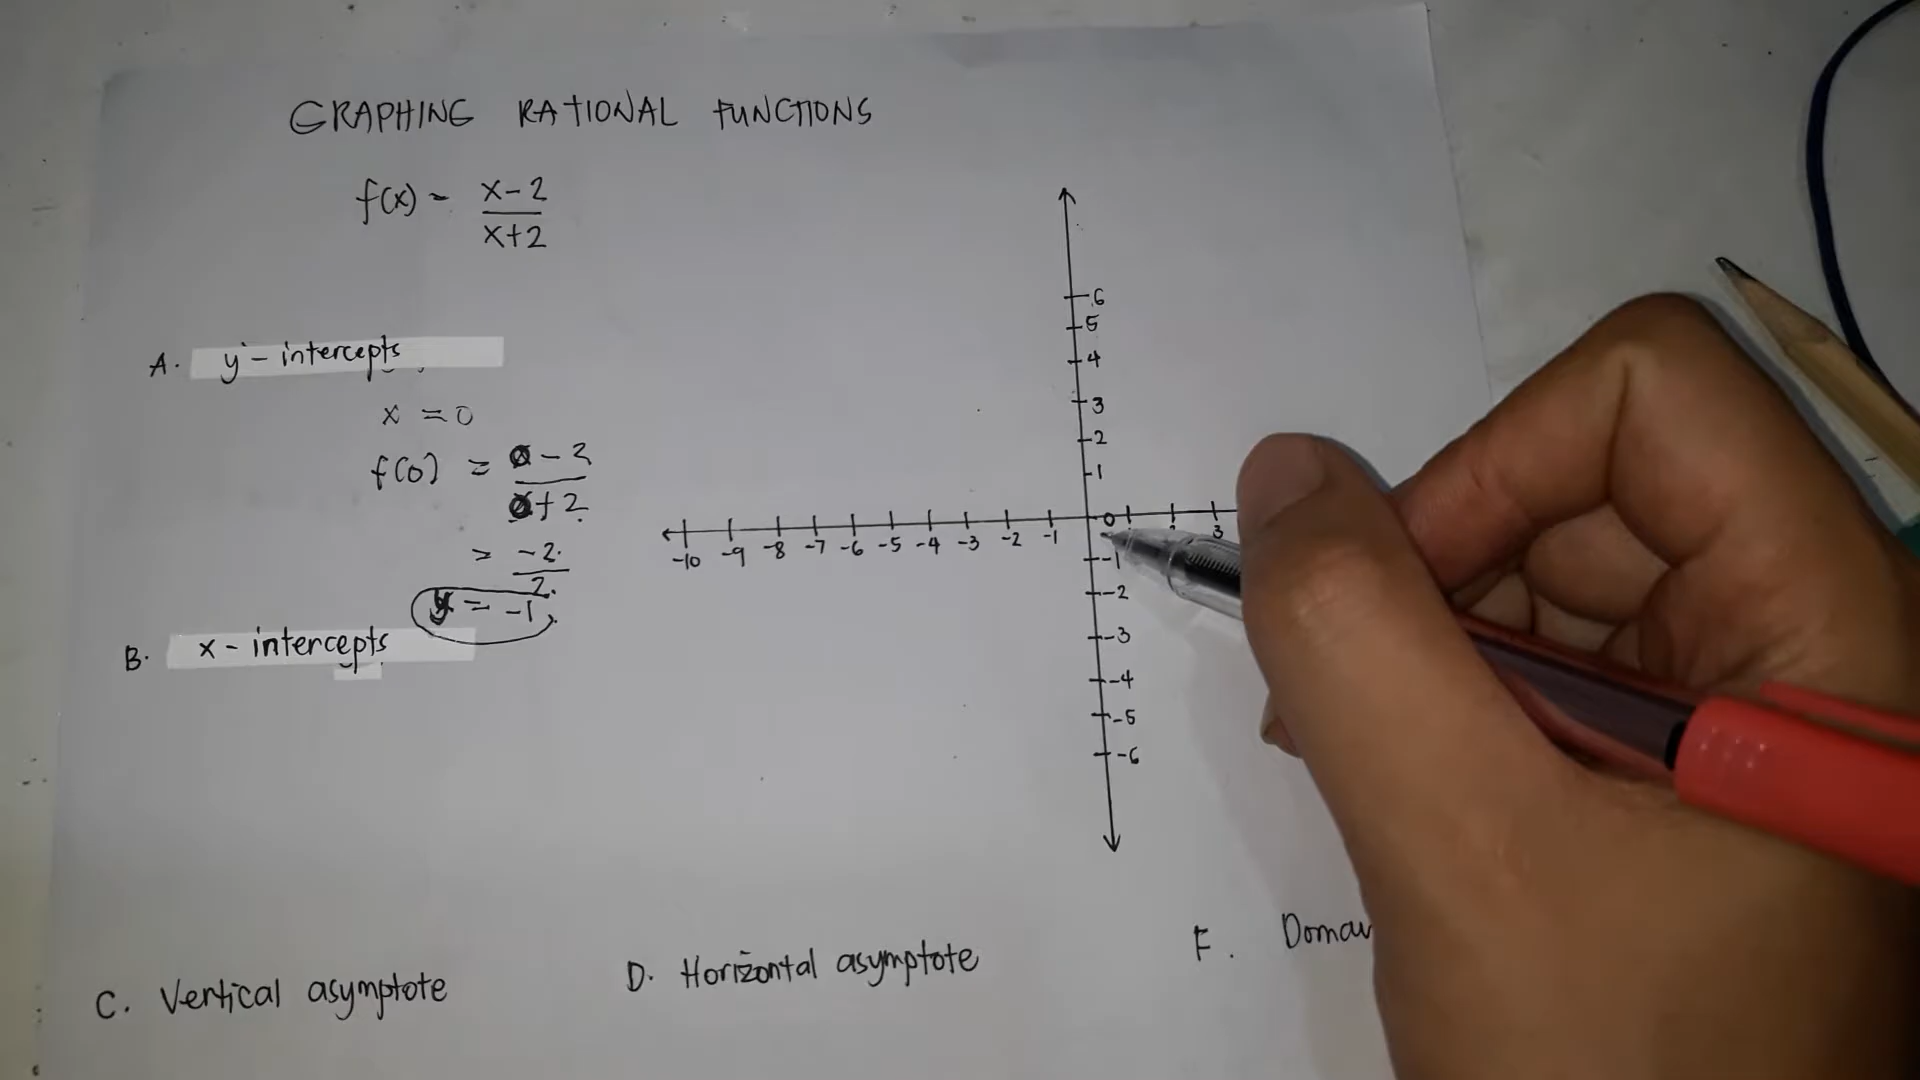 GRAPHING RATIONAL FUNCTIONS
f(x) = x-2
x+2
A. y - intercepts
x = 0
f(0) = 0 - 2
0 + 2
= -2
2
y = -1
B. x - intercepts
6
5
4
3
2
1
-10 -9 -8 -7 -6 -5 -4 -3 -2 -1 0 3
-1
-2
-3
-4
-5
-6
C. Vertical asymptote
D. Horizontal asymptote
F.